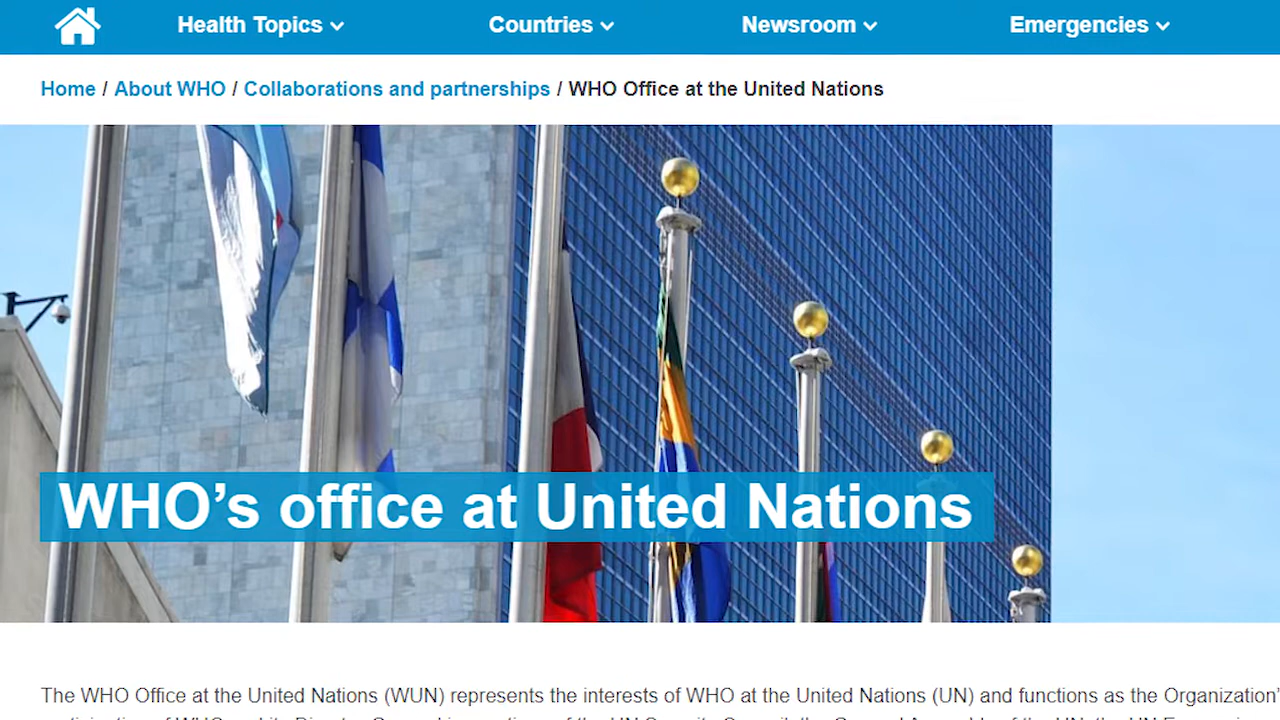 Health Topics Countries Newsroom Emergencies
Home / About WHO / Collaborations and partnerships / WHO Office at the United Nations
WHO's office at United Nations
The WHO Office at the United Nations (WUN) represents the interests of WHO at the United Nations (UN) and functions as the Organization'